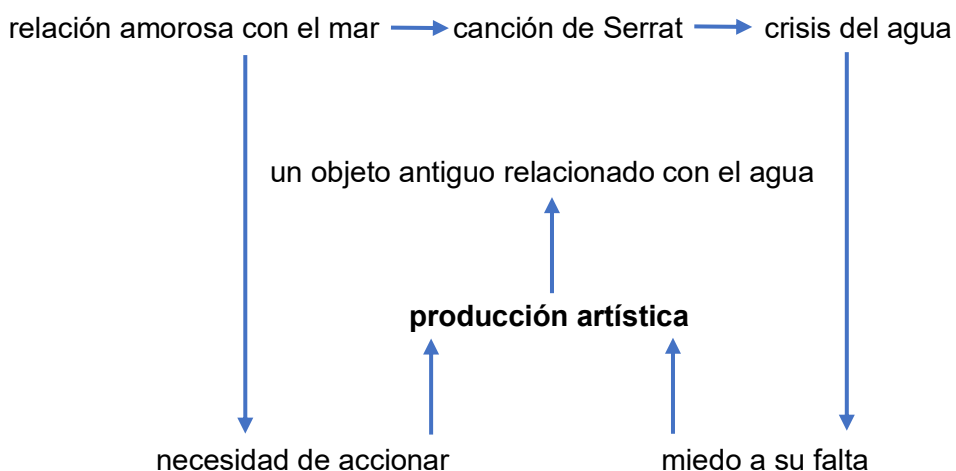 relación amorosa con el mar canción de Serrat crisis del agua
un objeto antiguo relacionado con el agua
producción artística
necesidad de accionar miedo a su falta